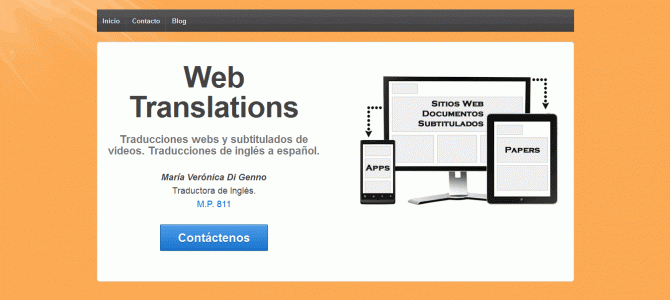 Inicio Contacto Blog
Web
Translations
Traducciones webs y subtitulados de
videos. Traducciones de inglés a español.
María Verónica Di Genno
Traductora de Inglés.
M.P. 811
Contáctenos
Sitios Web
Documentos
Subtitulados
Apps
Papers